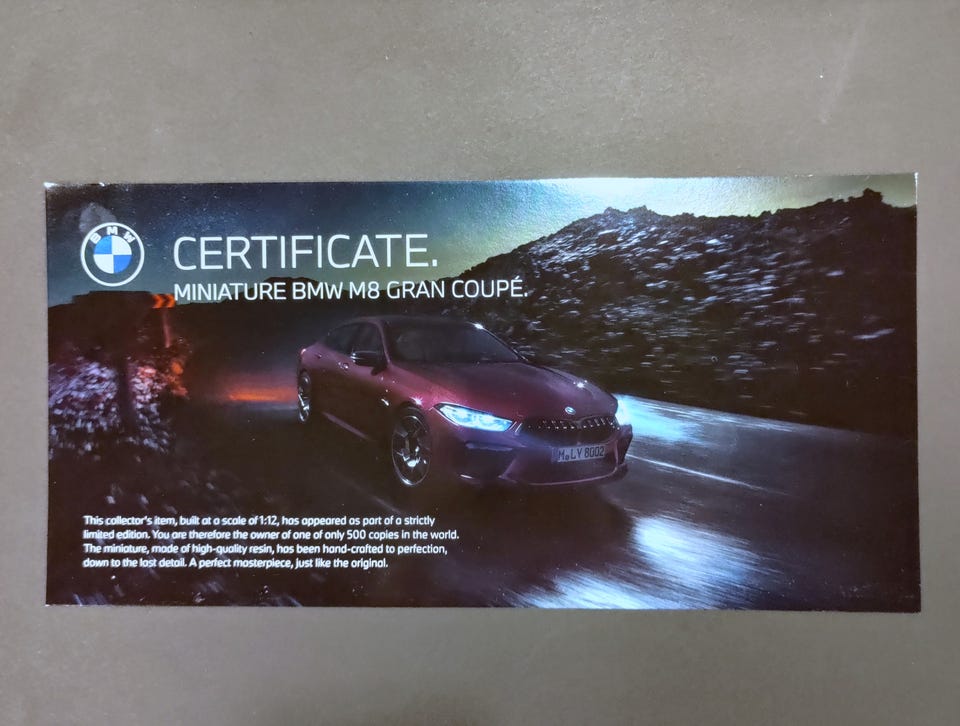 BMW
CERTIFICATE.
MINIATURE BMW M8 GRAN COUPÉ.
M LY 8002
This collector's item, built at a scale of 1:12, has appeared as part of a strictly
limited edition. You are therefore the owner of one of only 500 copies in the world.
The miniature, made of high-quality resin, has been hand-crafted to perfection,
down to the last detail. A perfect masterpiece, just like the original.